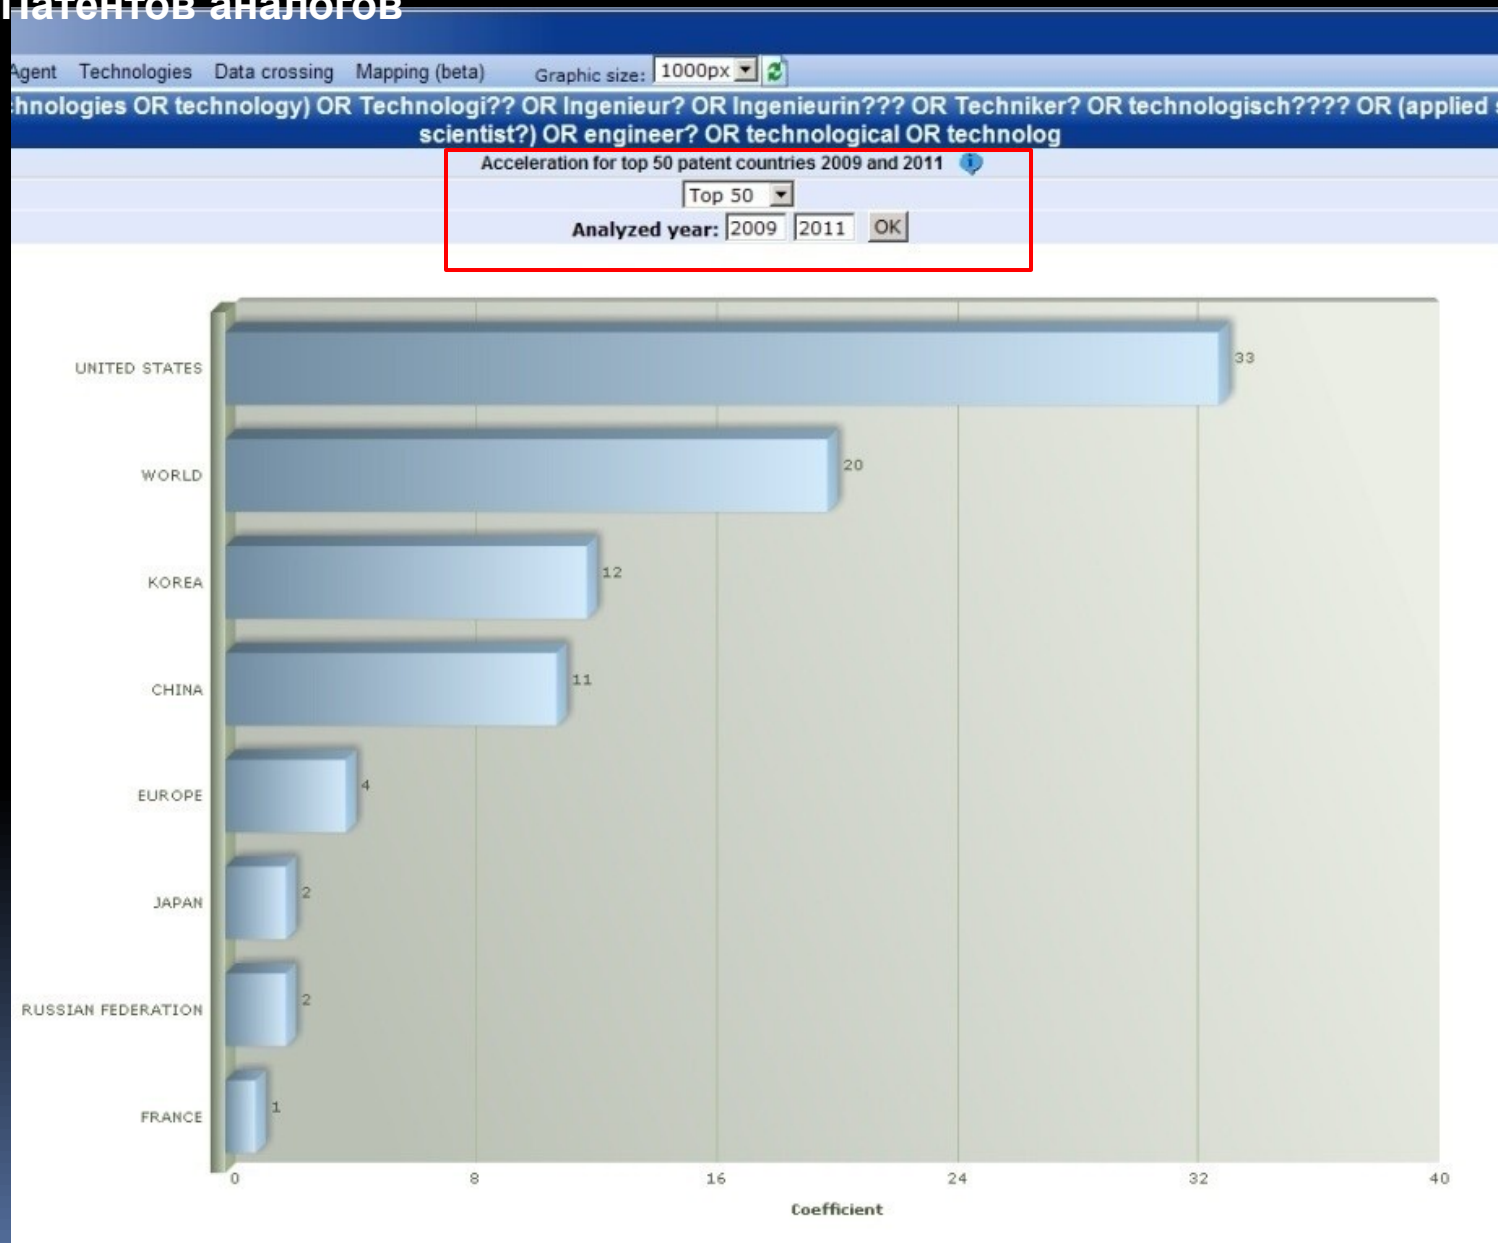 Патентов аналогов
Agent Technologies Data crossing Mapping (beta) Graphic size: 1000px
hnologies OR technology) OR Technologi?? OR Ingenieur? OR Ingenieurin??? OR Techniker? OR technologisch???? OR (applied s
scientist?) OR engineer? OR technological OR technolog
Acceleration for top 50 patent countries 2009 and 2011
Top 50
Analyzed year: 2009 2011 OK
UNITED STATES 33
WORLD 20
KOREA 12
CHINA 11
EUROPE 4
JAPAN 2
RUSSIAN FEDERATION 2
FRANCE 1
0 8 16 24 32 40
Coefficient